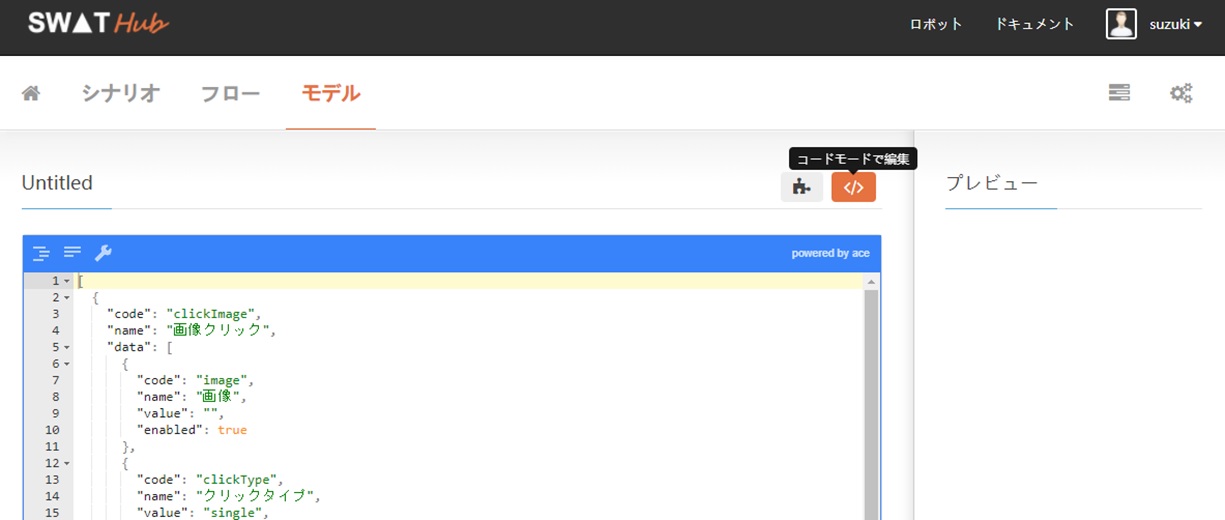 SWAT Hub
ロボット ドキュメント suzuki
シナリオ フロー モデル
コードモードで編集
Untitled
プレビュー
powered by ace
1 [
2 {
3 "code": "clickImage",
4 "name": "画像クリック",
5 "data": [
6 {
7 "code": "image",
8 "name": "画像",
9 "value": "",
10 "enabled": true
11 },
12 {
13 "code": "clickType",
14 "name": "クリックタイプ",
15 "value": "single",